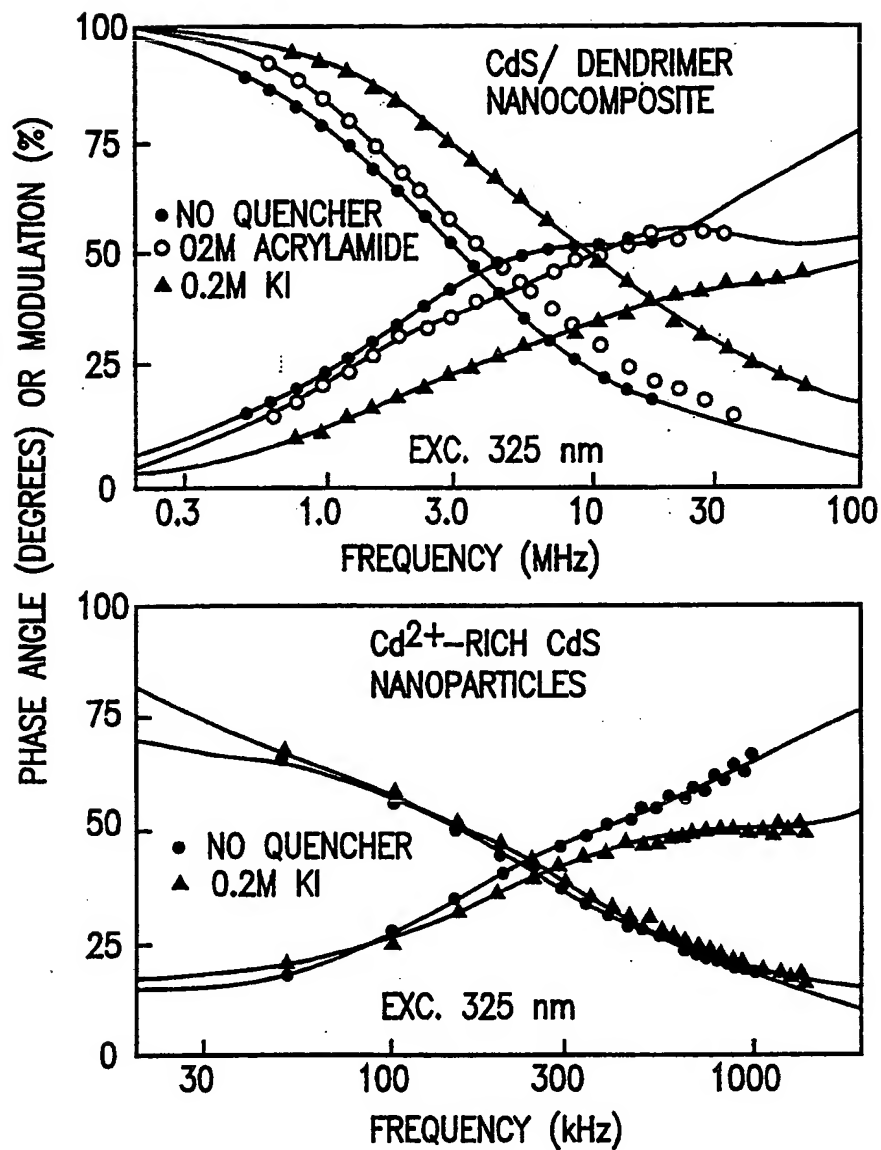 PHASE ANGLE (DEGREES) OR MODULATION (%)
100
75
50
25
0
CdS/ DENDRIMER
NANOCOMPOSITE
● NO QUENCHER
○ 02M ACRYLAMIDE
▲ 0.2M KI
EXC. 325 nm
0.3 1.0 3.0 10 30 100
FREQUENCY (MHz)
100
75
50
25
0
Cd²⁺-RICH CdS
NANOPARTICLES
● NO QUENCHER
▲ 0.2M KI
EXC. 325 nm
30 100 300 1000
FREQUENCY (kHz)